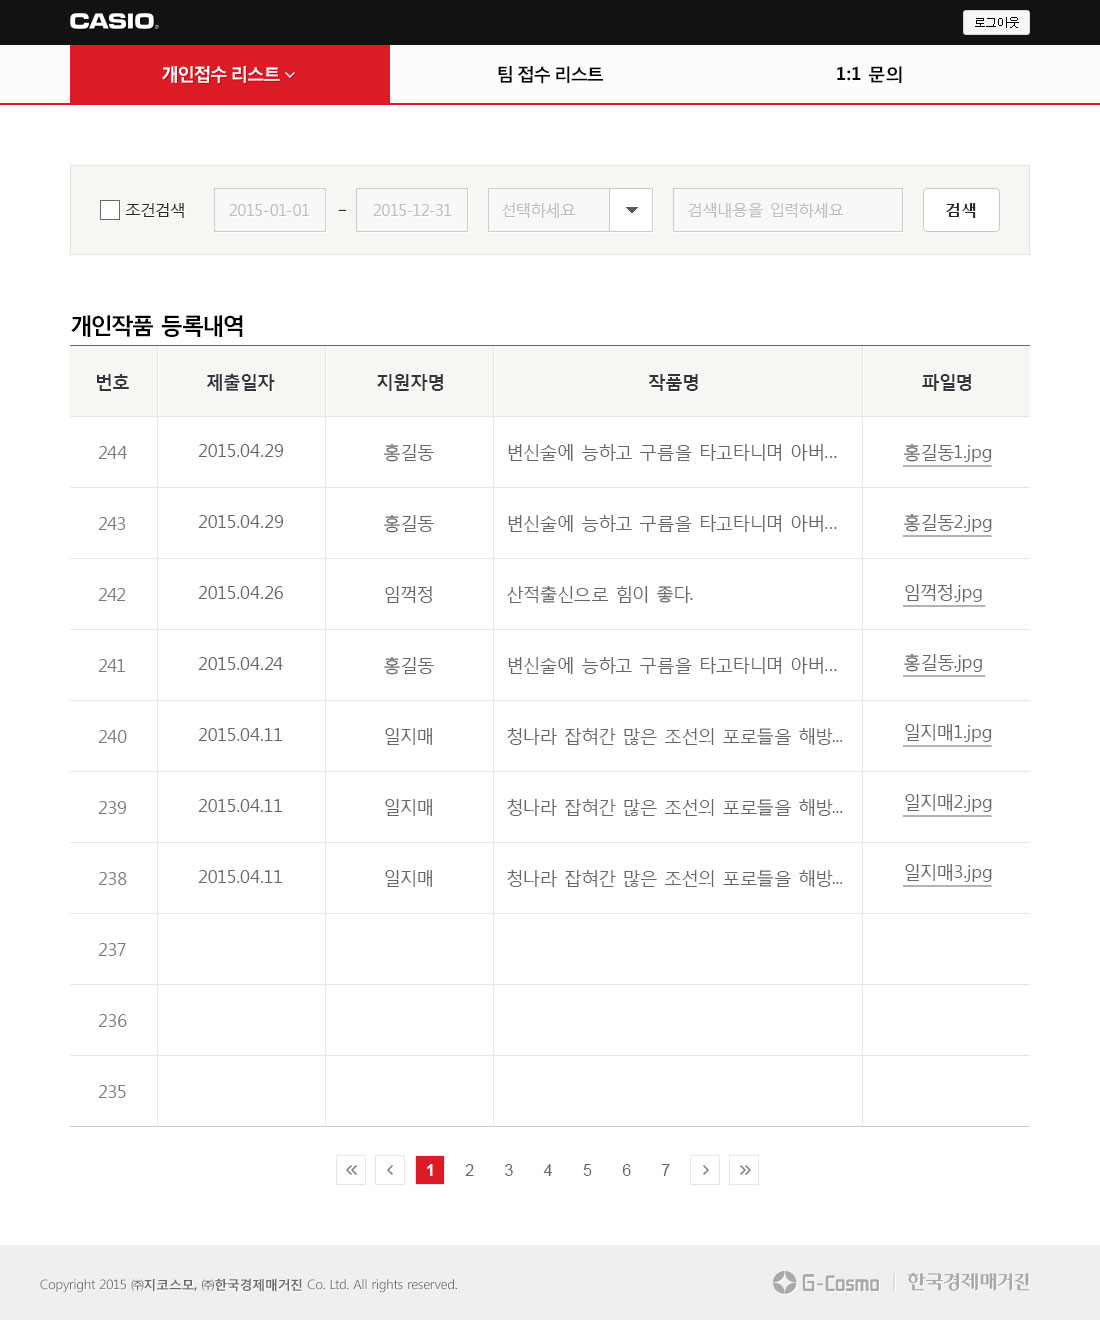 CASIO®
로그아웃
개인접수 리스트
팀 접수 리스트
1:1 문의
조건검색
2015-01-01
-
2015-12-31
선택하세요
검색내용을 입력하세요
검색
개인작품 등록내역
번호 제출일자 지원자명 작품명 파일명
244 2015.04.29 홍길동 변신술에 능하고 구름을 타고타니며 아버... 홍길동1.jpg
243 2015.04.29 홍길동 변신술에 능하고 구름을 타고타니며 아버... 홍길동2.jpg
242 2015.04.26 임꺽정 산적출신으로 힘이 좋다. 임꺽정.jpg
241 2015.04.24 홍길동 변신술에 능하고 구름을 타고타니며 아버... 홍길동.jpg
240 2015.04.11 일지매 청나라 잡혀간 많은 조선의 포로들을 해방... 일지매1.jpg
239 2015.04.11 일지매 청나라 잡혀간 많은 조선의 포로들을 해방... 일지매2.jpg
238 2015.04.11 일지매 청나라 잡혀간 많은 조선의 포로들을 해방... 일지매3.jpg
237
236
235
« ‹ 1 2 3 4 5 6 7 › »
Copyright 2015 ㈜지코스모, ㈜한국경제매거진 Co. Ltd. All rights reserved.
G-Cosmo | 한국경제매거진